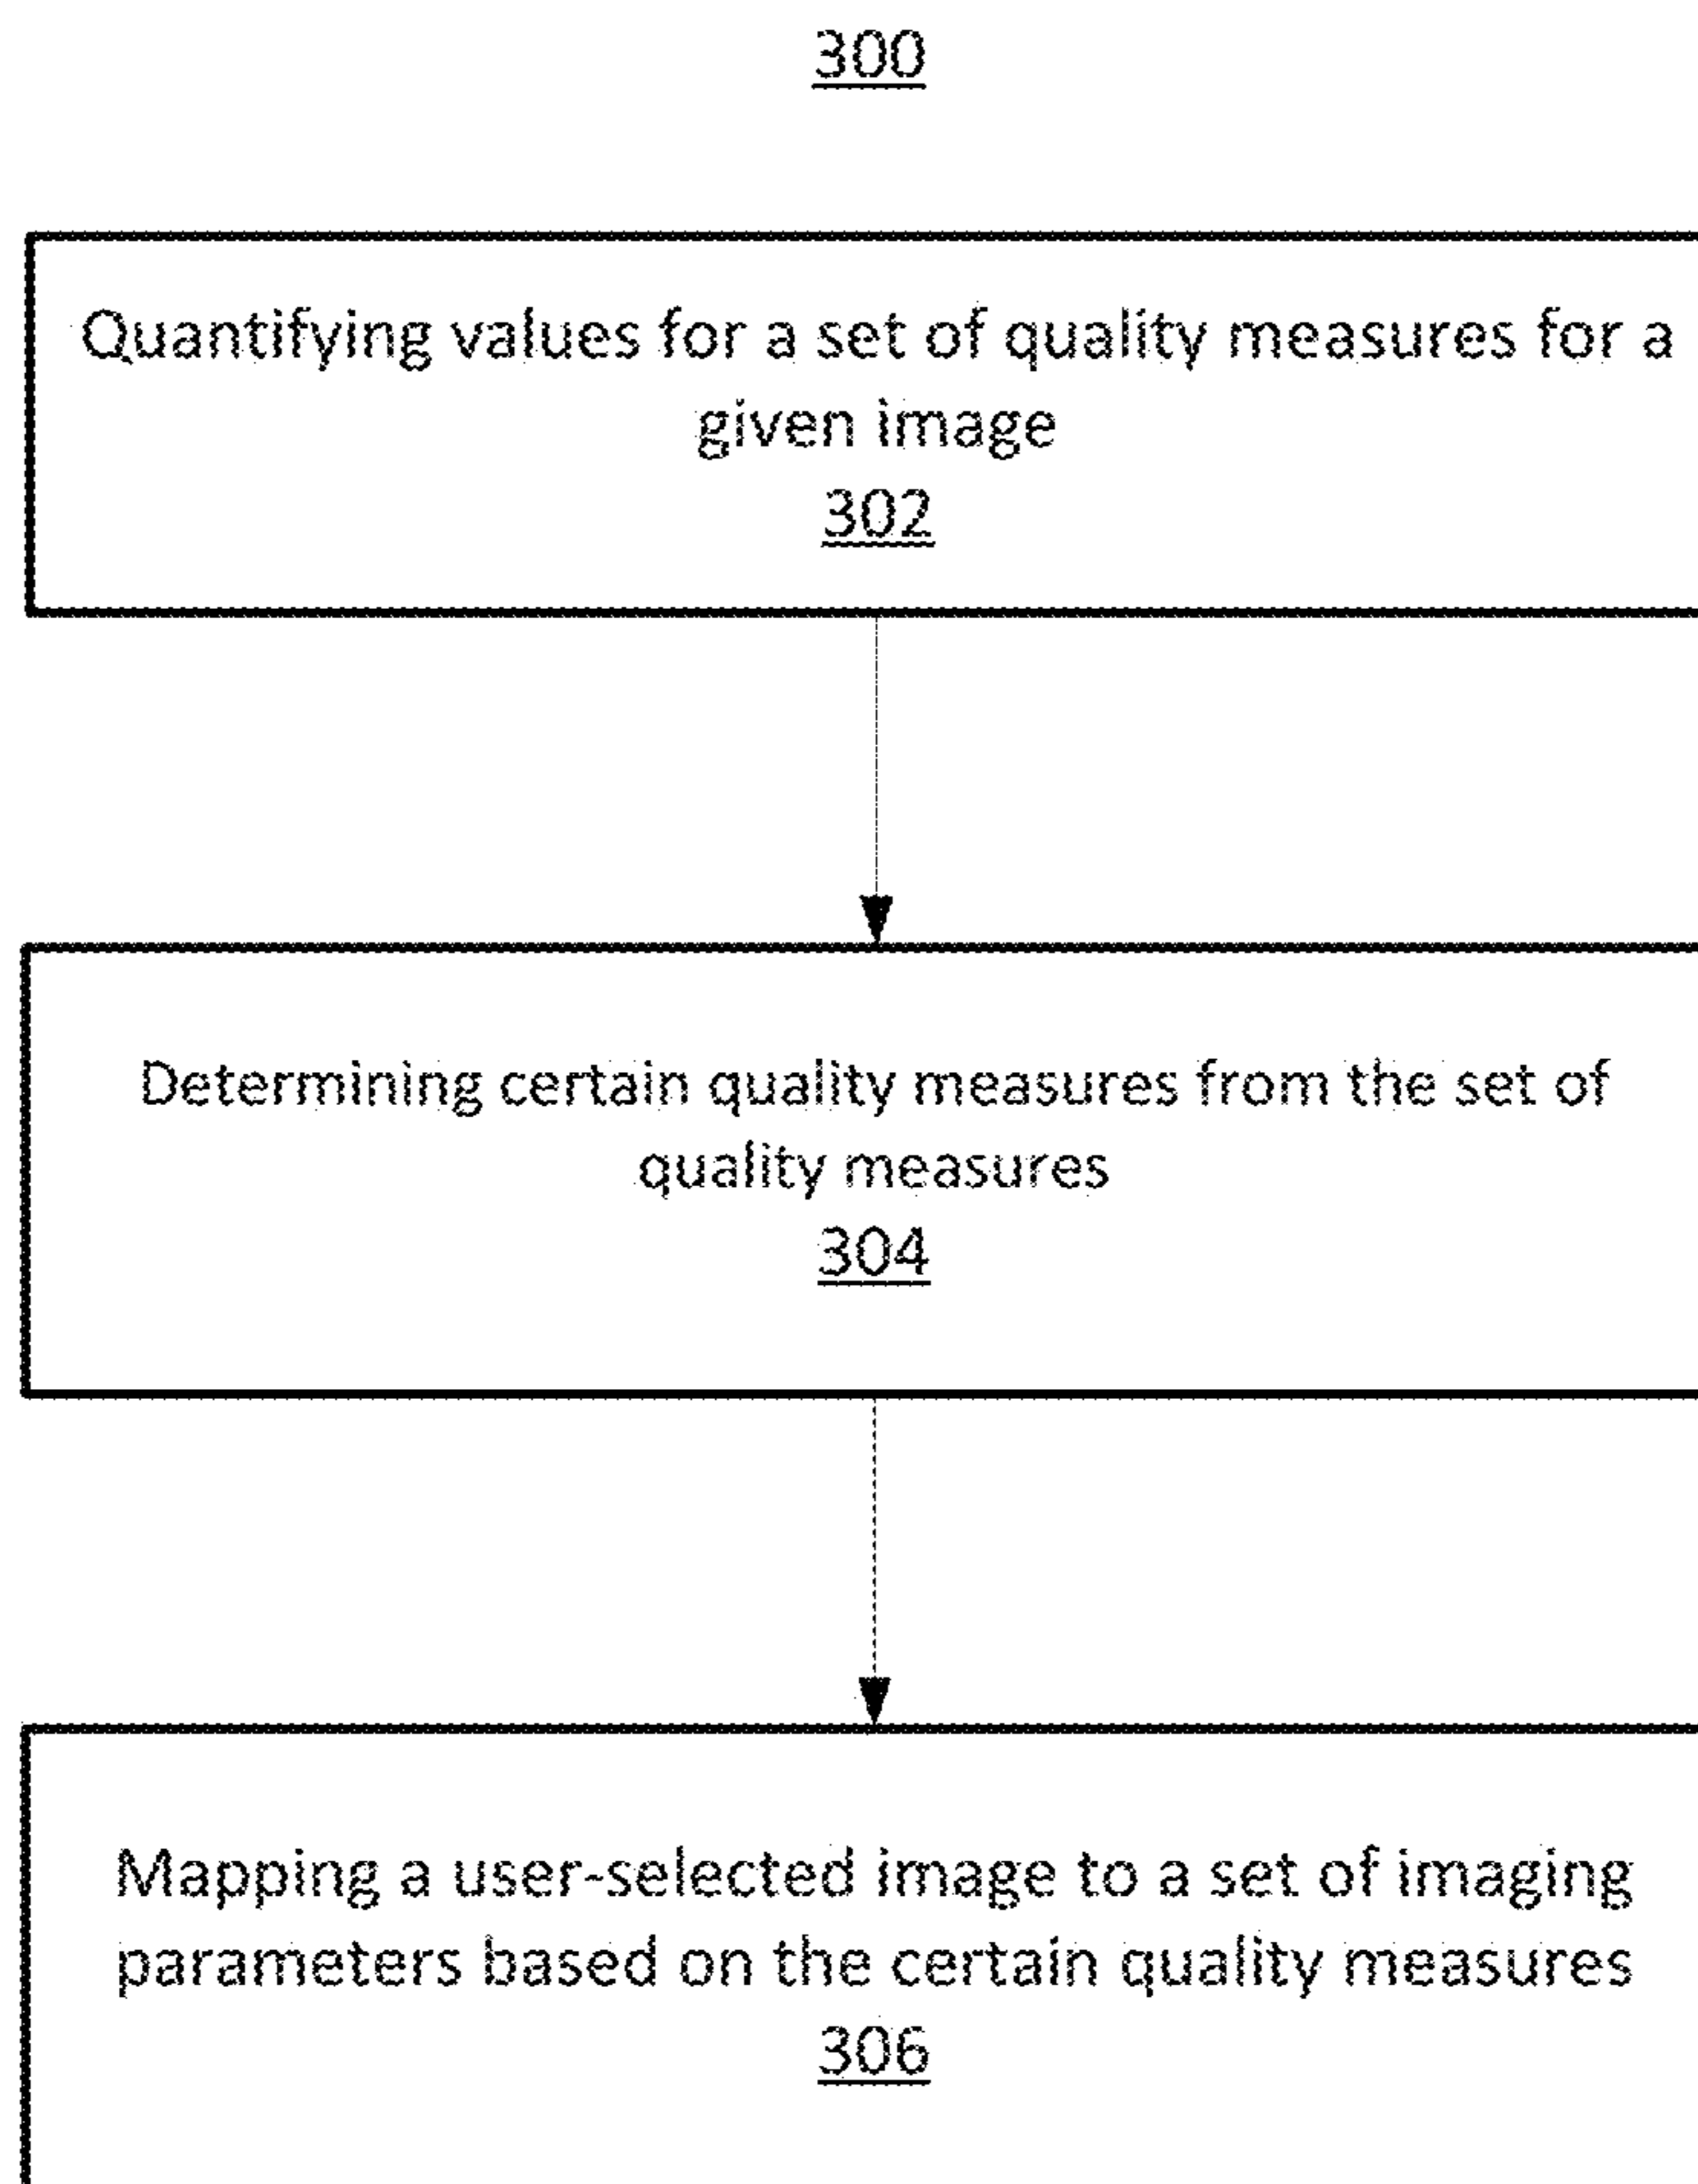 300
Quantifying values for a set of quality measures for a
given image
302
Determining certain quality measures from the set of
quality measures
304
Mapping a user-selected image to a set of imaging
parameters based on the certain quality measures
306